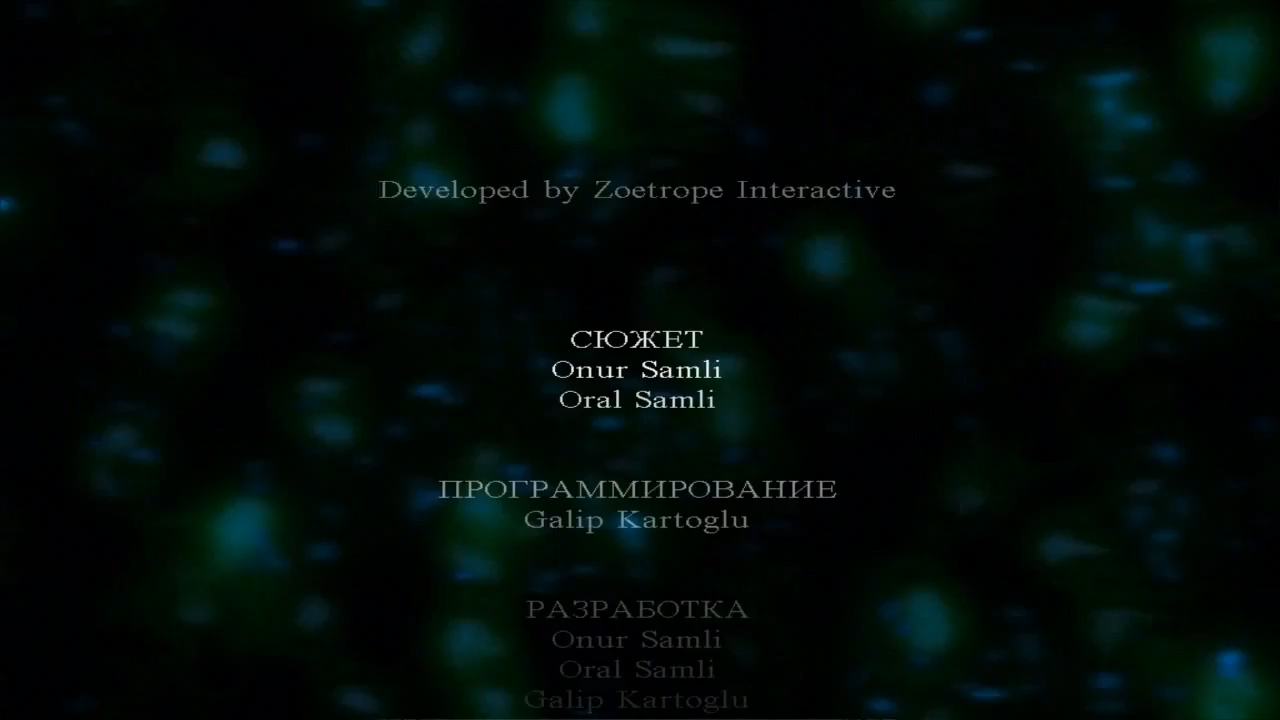 Developed by Zoetrope Interactive
СЮЖЕТ
Onur Samli
Oral Samli
ПРОГРАММИРОВАНИЕ
Galip Kartoglu
РАЗРАБОТКА
Onur Samli
Oral Samli
Galip Kartoglu